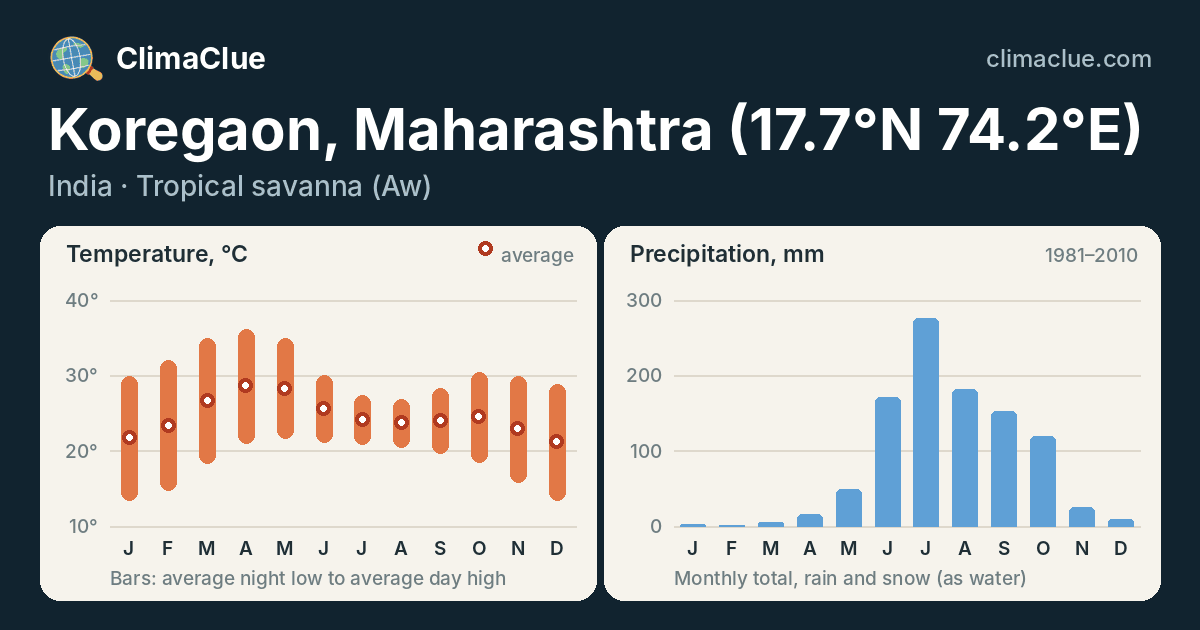 ClimaClue
climaclue.com
Koregaon, Maharashtra (17.7°N 74.2°E)
India · Tropical savanna (Aw)
Temperature, °C
average
40°
30°
20°
10°
J F M A M J J A S O N D
Bars: average night low to average day high
Precipitation, mm
1981–2010
300
200
100
0
J F M A M J J A S O N D
Monthly total, rain and snow (as water)